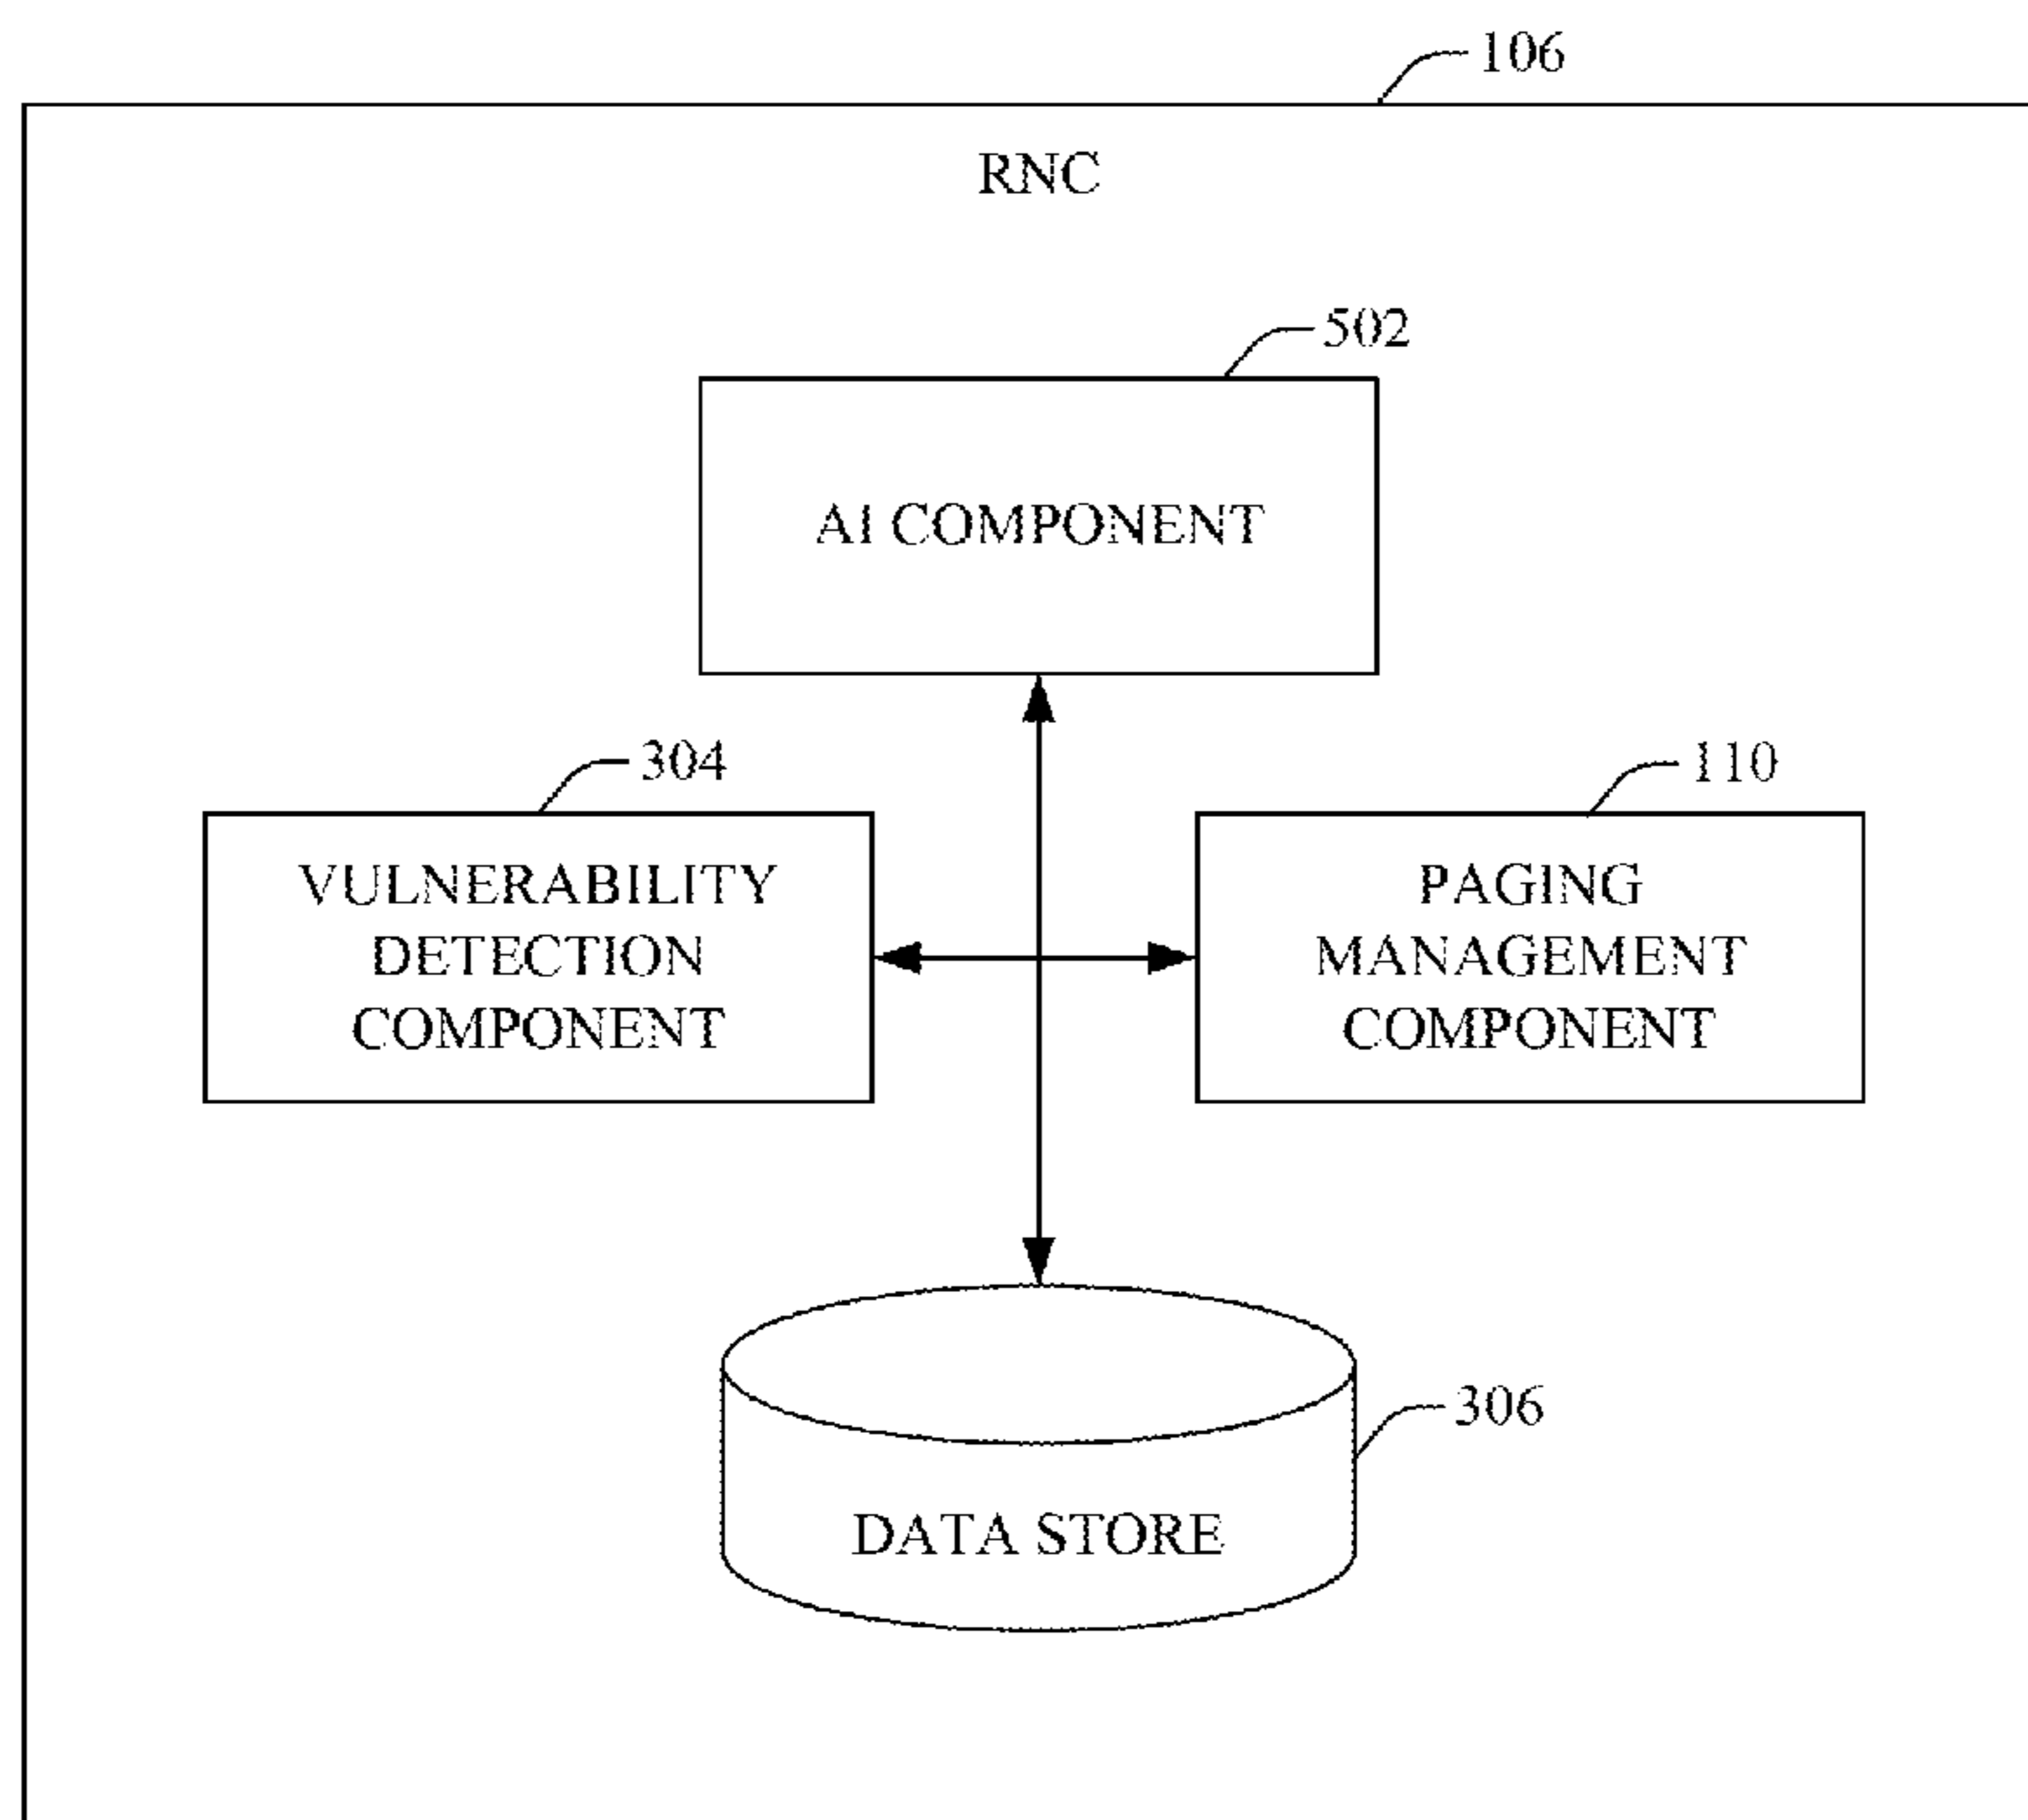 106
RNC
502
AI COMPONENT
304
110
VULNERABILITY
DETECTION
COMPONENT
PAGING
MANAGEMENT
COMPONENT
306
DATA STORE